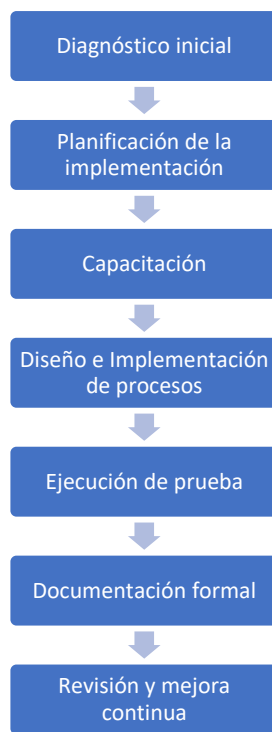 Diagnóstico inicial
Planificación de la
implementación
Capacitación
Diseño e Implementación
de procesos
Ejecución de prueba
Documentación formal
Revisión y mejora
continua